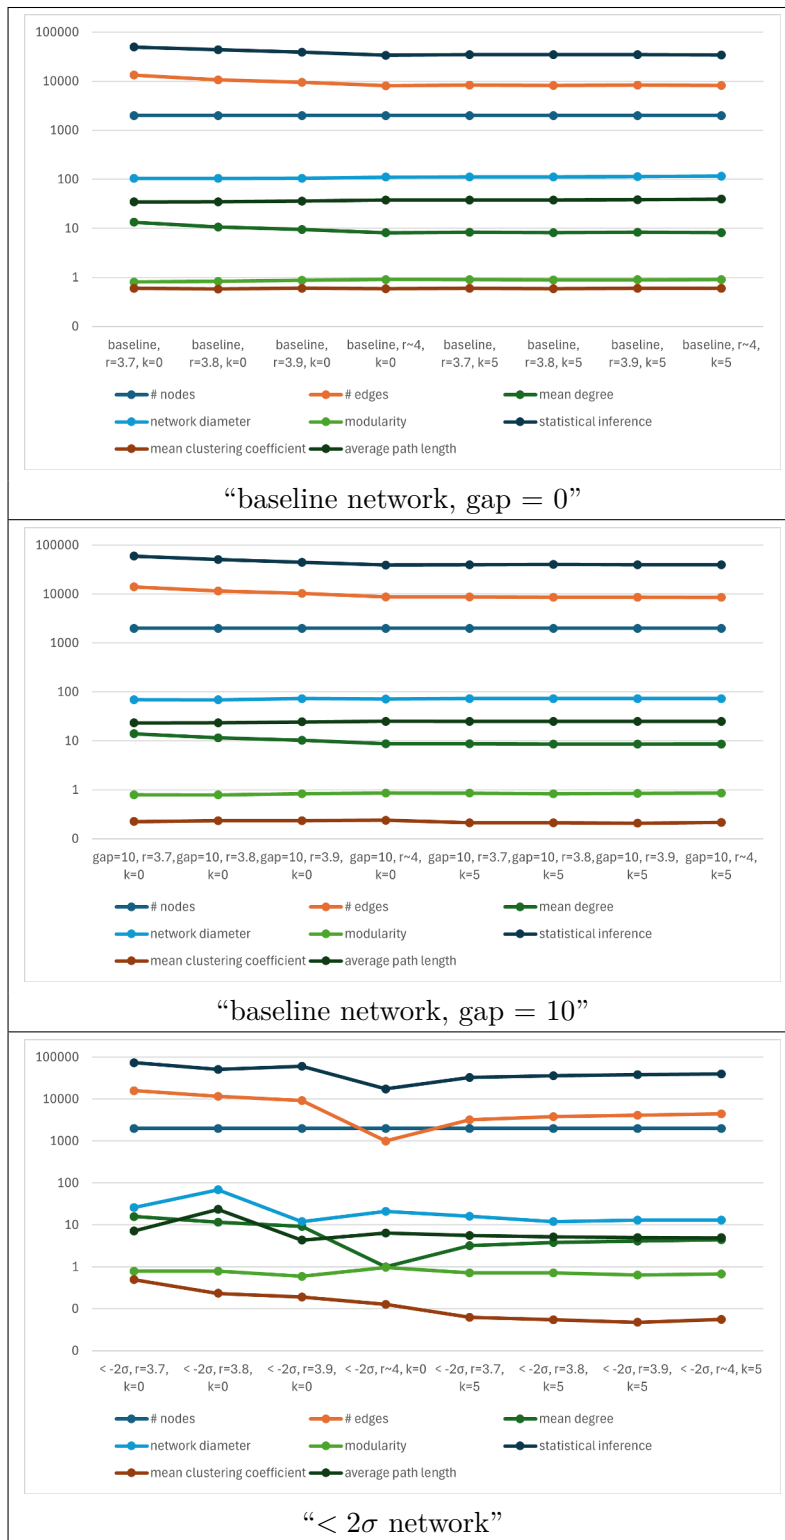 100000
10000
1000
100
10
1
0
baseline, r=3.7, k=0
baseline, r=3.8, k=0
baseline, r=3.9, k=0
baseline, r~4, k=0
baseline, r=3.7, k=5
baseline, r=3.8, k=5
baseline, r=3.9, k=5
baseline, r~4, k=5
# nodes
# edges
mean degree
network diameter
modularity
statistical inference
mean clustering coefficient
average path length
“baseline network, gap = 0”
100000
10000
1000
100
10
1
0
gap=10, r=3.7, k=0
gap=10, r=3.8, k=0
gap=10, r=3.9, k=0
gap=10, r~4, k=0
gap=10, r=3.7, k=5
gap=10, r=3.8, k=5
gap=10, r=3.9, k=5
gap=10, r~4, k=5
# nodes
# edges
mean degree
network diameter
modularity
statistical inference
mean clustering coefficient
average path length
“baseline network, gap = 10”
100000
10000
1000
100
10
1
0
0
< -2σ, r=3.7, k=0
< -2σ, r=3.8, k=0
< -2σ, r=3.9, k=0
< -2σ, r~4, k=0
< -2σ, r=3.7, k=5
< -2σ, r=3.8, k=5
< -2σ, r=3.9, k=5
< -2σ, r~4, k=5
# nodes
# edges
mean degree
network diameter
modularity
statistical inference
mean clustering coefficient
average path length
“< 2σ network”